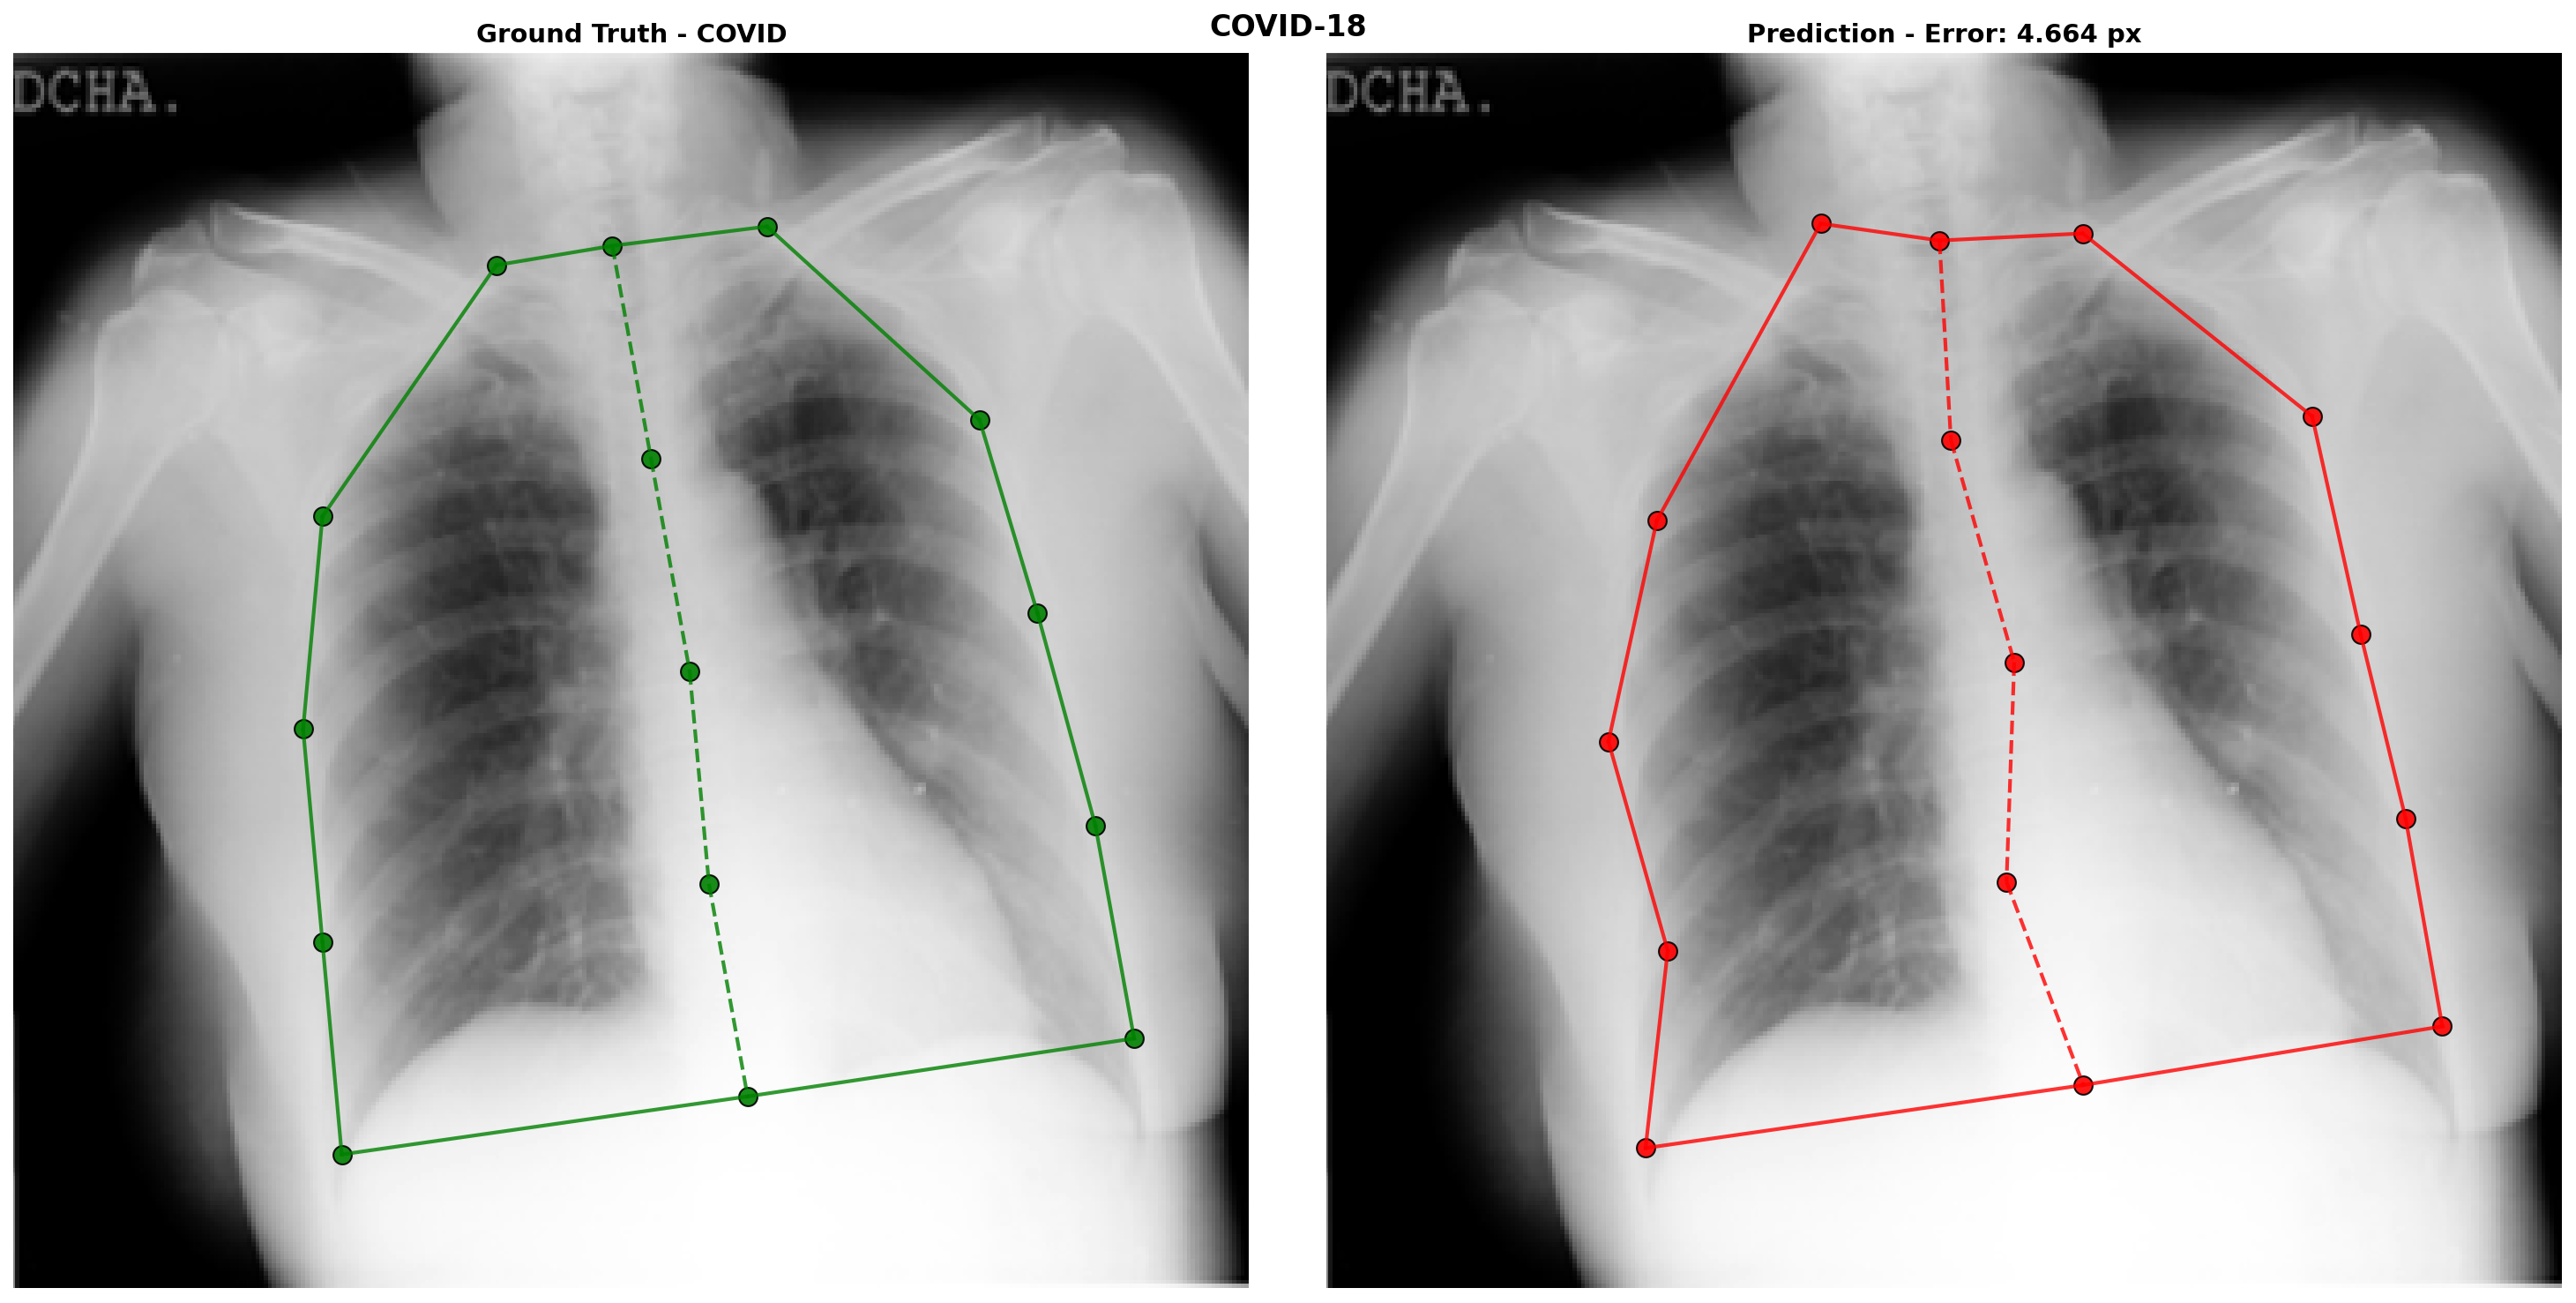 COVID-18
Ground Truth - COVID
Prediction - Error: 4.664 px
DCHA.
DCHA.